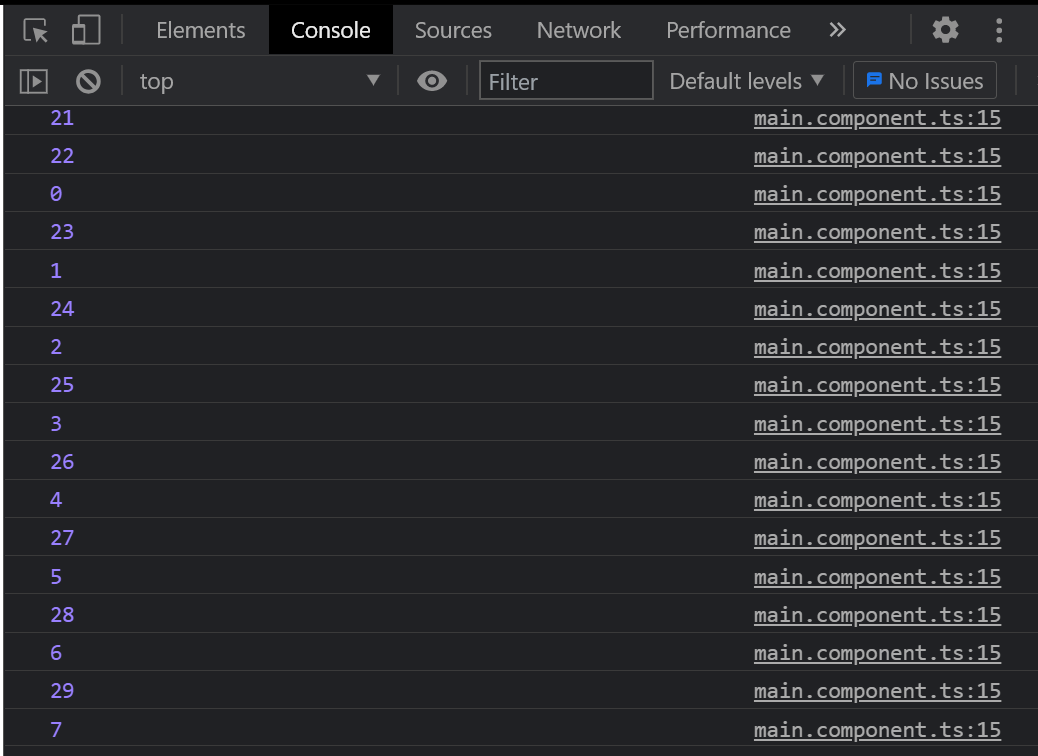 Elements Console Sources Network Performance »
top Filter Default levels No Issues
21 main.component.ts:15
22 main.component.ts:15
0 main.component.ts:15
23 main.component.ts:15
1 main.component.ts:15
24 main.component.ts:15
2 main.component.ts:15
25 main.component.ts:15
3 main.component.ts:15
26 main.component.ts:15
4 main.component.ts:15
27 main.component.ts:15
5 main.component.ts:15
28 main.component.ts:15
6 main.component.ts:15
29 main.component.ts:15
7 main.component.ts:15